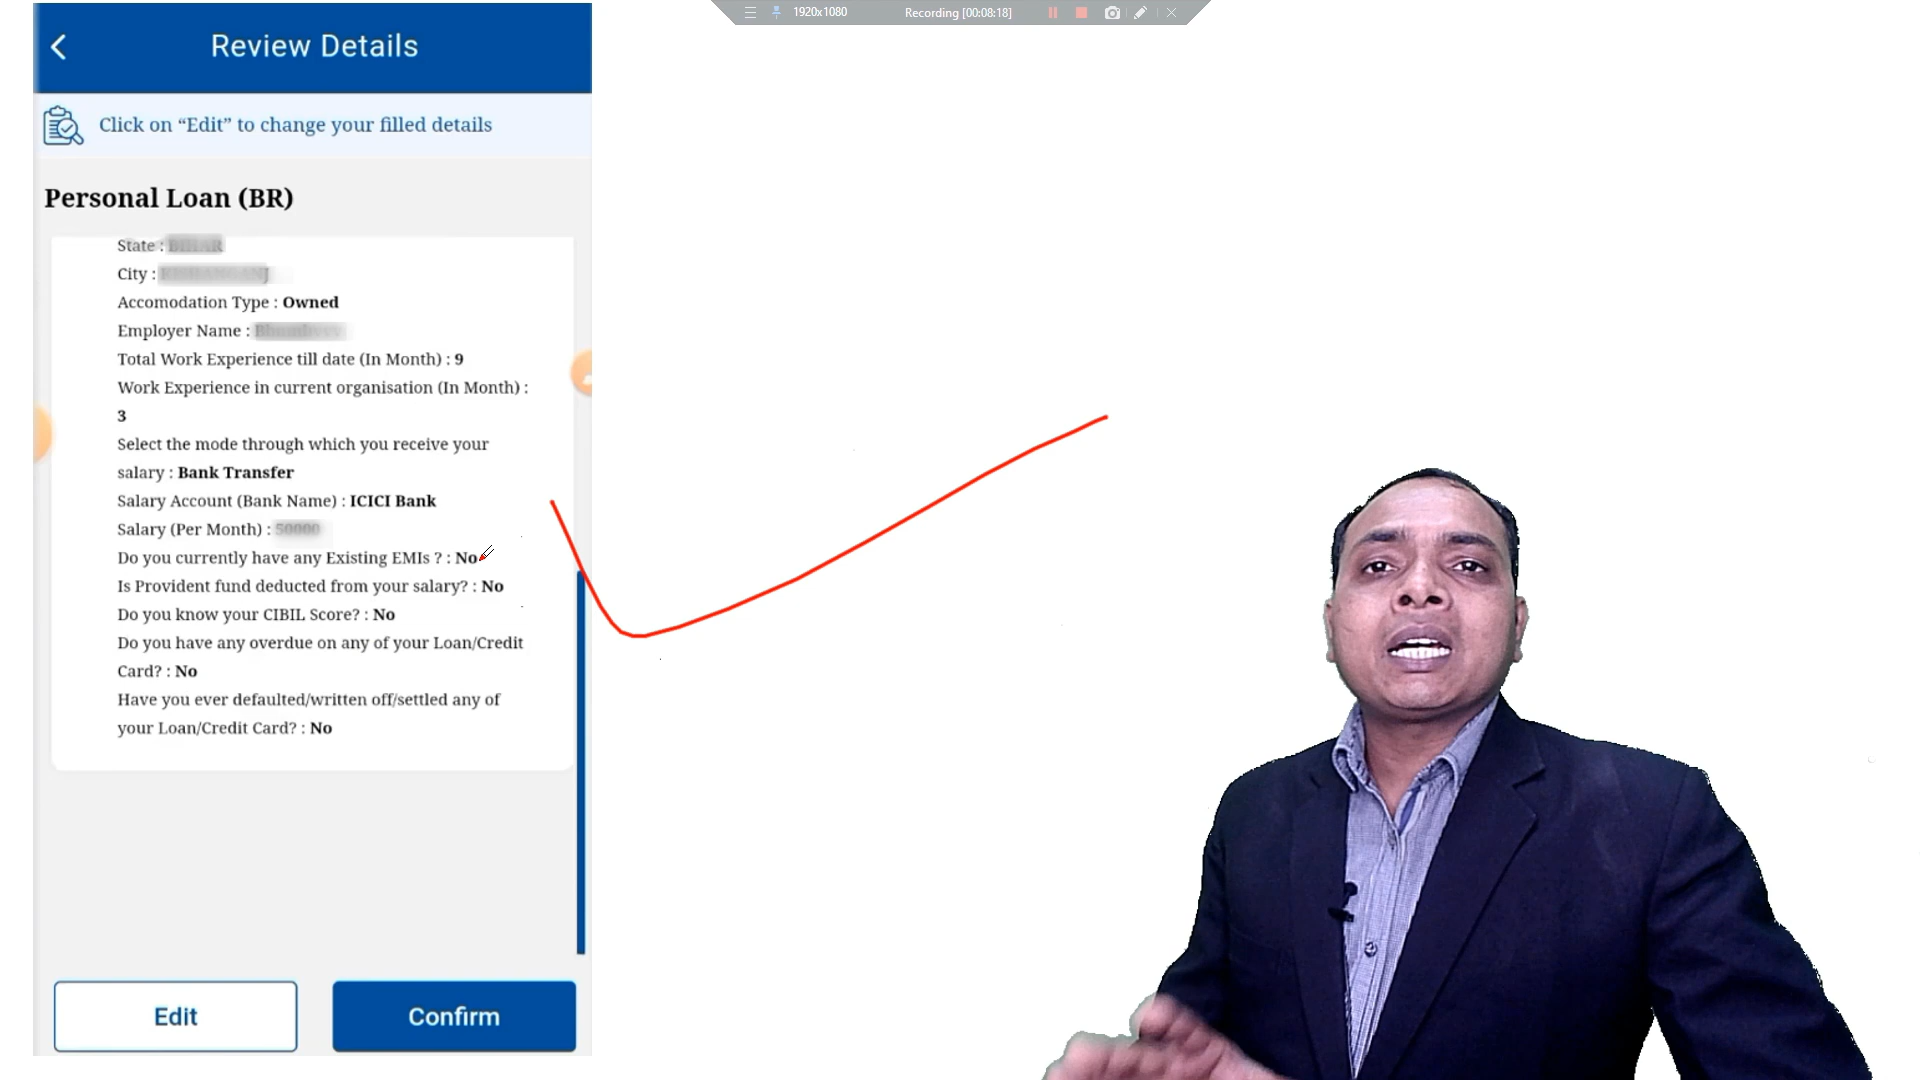 1920x1080
Recording [00:08:18]
Review Details
Click on “Edit” to change your filled details
Personal Loan (BR)
State :
City :
Accomodation Type : Owned
Employer Name :
Total Work Experience till date (In Month) : 9
Work Experience in current organisation (In Month) :
3
Select the mode through which you receive your
salary : Bank Transfer
Salary Account (Bank Name) : ICICI Bank
Salary (Per Month) : 50000
Do you currently have any Existing EMIs ? : No
Is Provident fund deducted from your salary? : No
Do you know your CIBIL Score? : No
Do you have any overdue on any of your Loan/Credit
Card? : No
Have you ever defaulted/written off/settled any of
your Loan/Credit Card? : No
Edit
Confirm